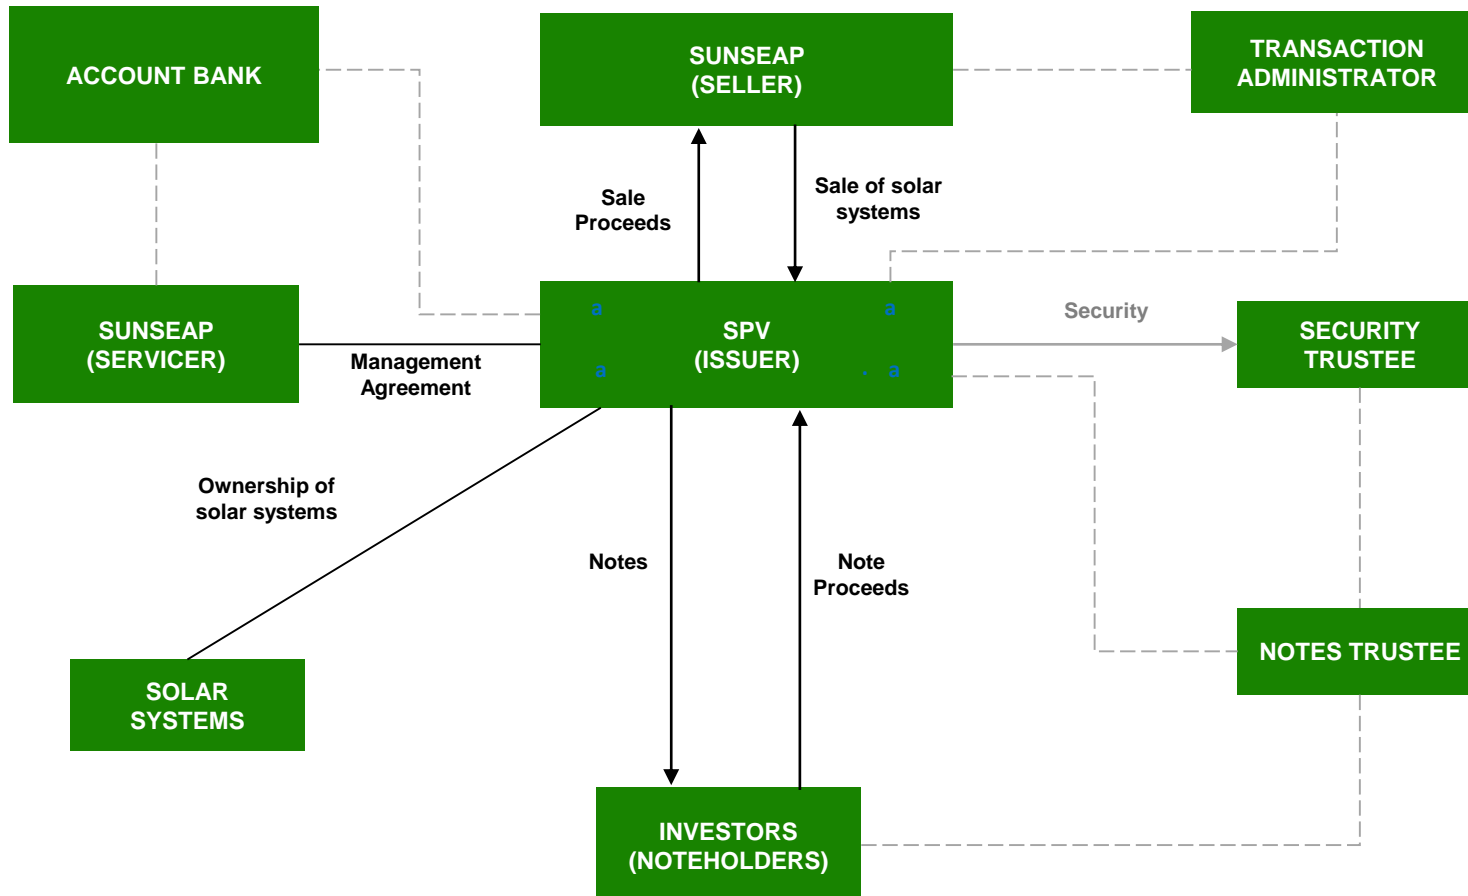 ACCOUNT BANK
SUNSEAP
(SELLER)
TRANSACTION
ADMINISTRATOR
Sale
Proceeds
Sale of solar
systems
SUNSEAP
(SERVICER)
Management
Agreement
a
a
SPV
(ISSUER)
a
. a
Security
SECURITY
TRUSTEE
Ownership of
solar systems
Notes
Note
Proceeds
NOTES TRUSTEE
SOLAR
SYSTEMS
INVESTORS
(NOTEHOLDERS)